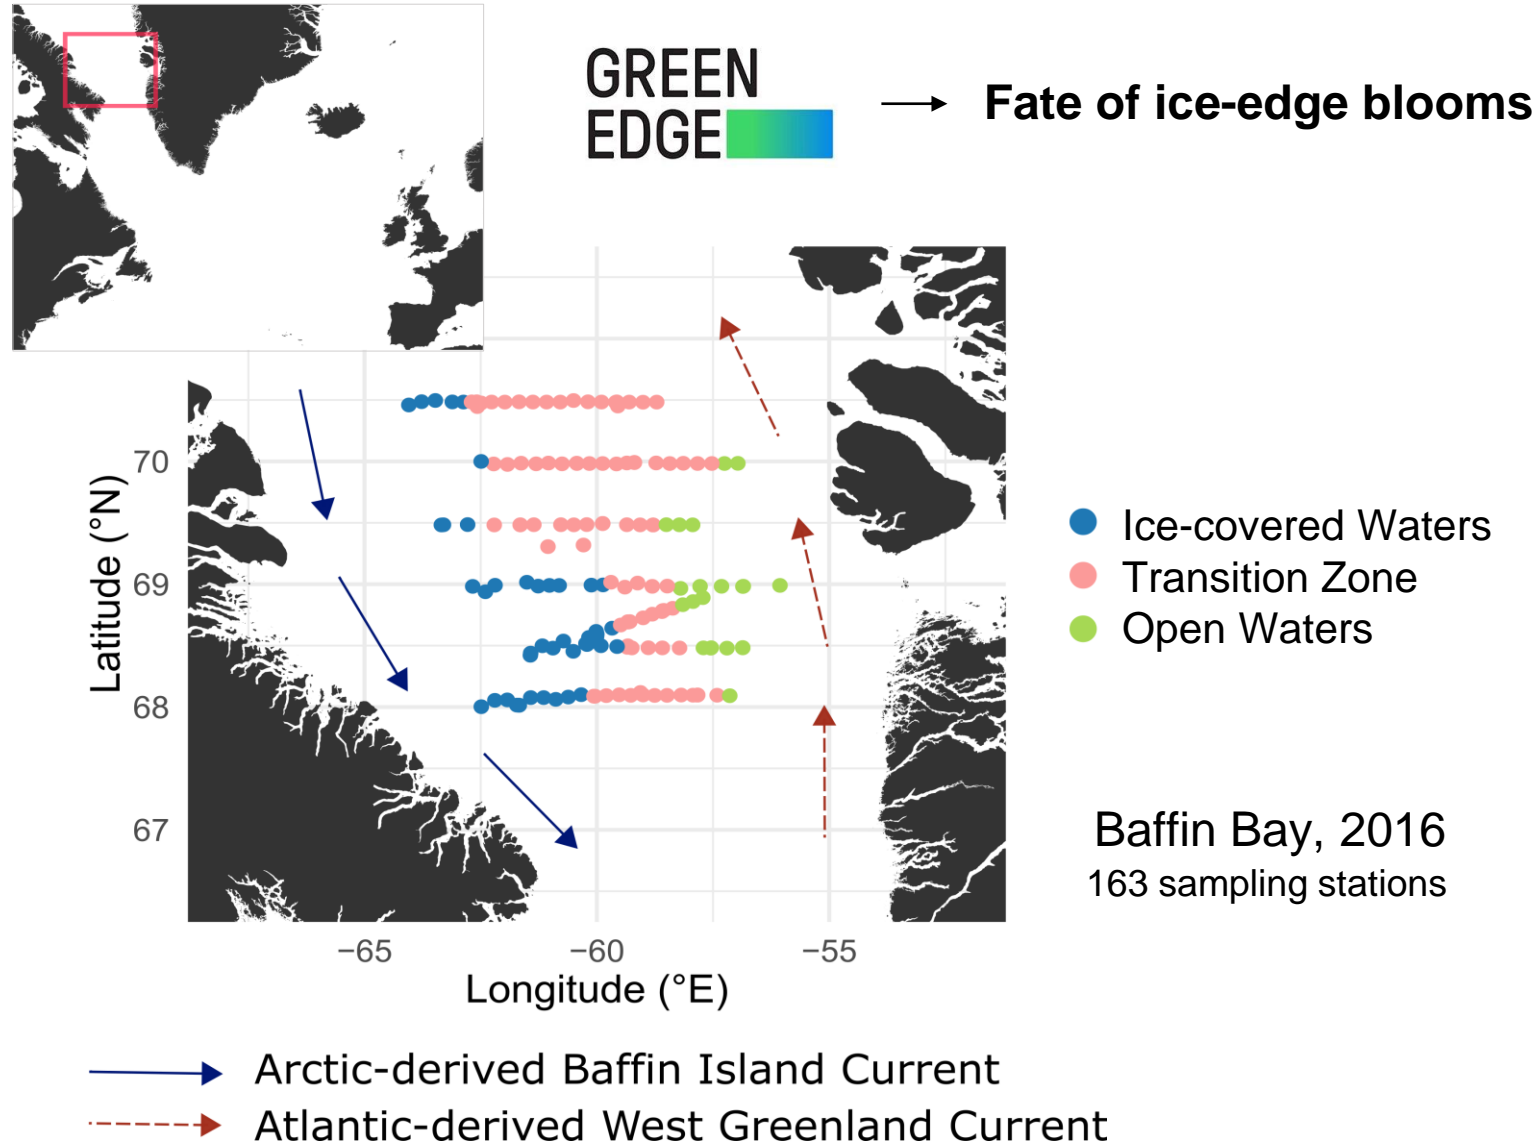 GREEN
EDGE
Fate of ice-edge blooms
Latitude (°N)
70
69
68
67
−65
−60
−55
Longitude (°E)
Ice-covered Waters
Transition Zone
Open Waters
Baffin Bay, 2016
163 sampling stations
Arctic-derived Baffin Island Current
Atlantic-derived West Greenland Current